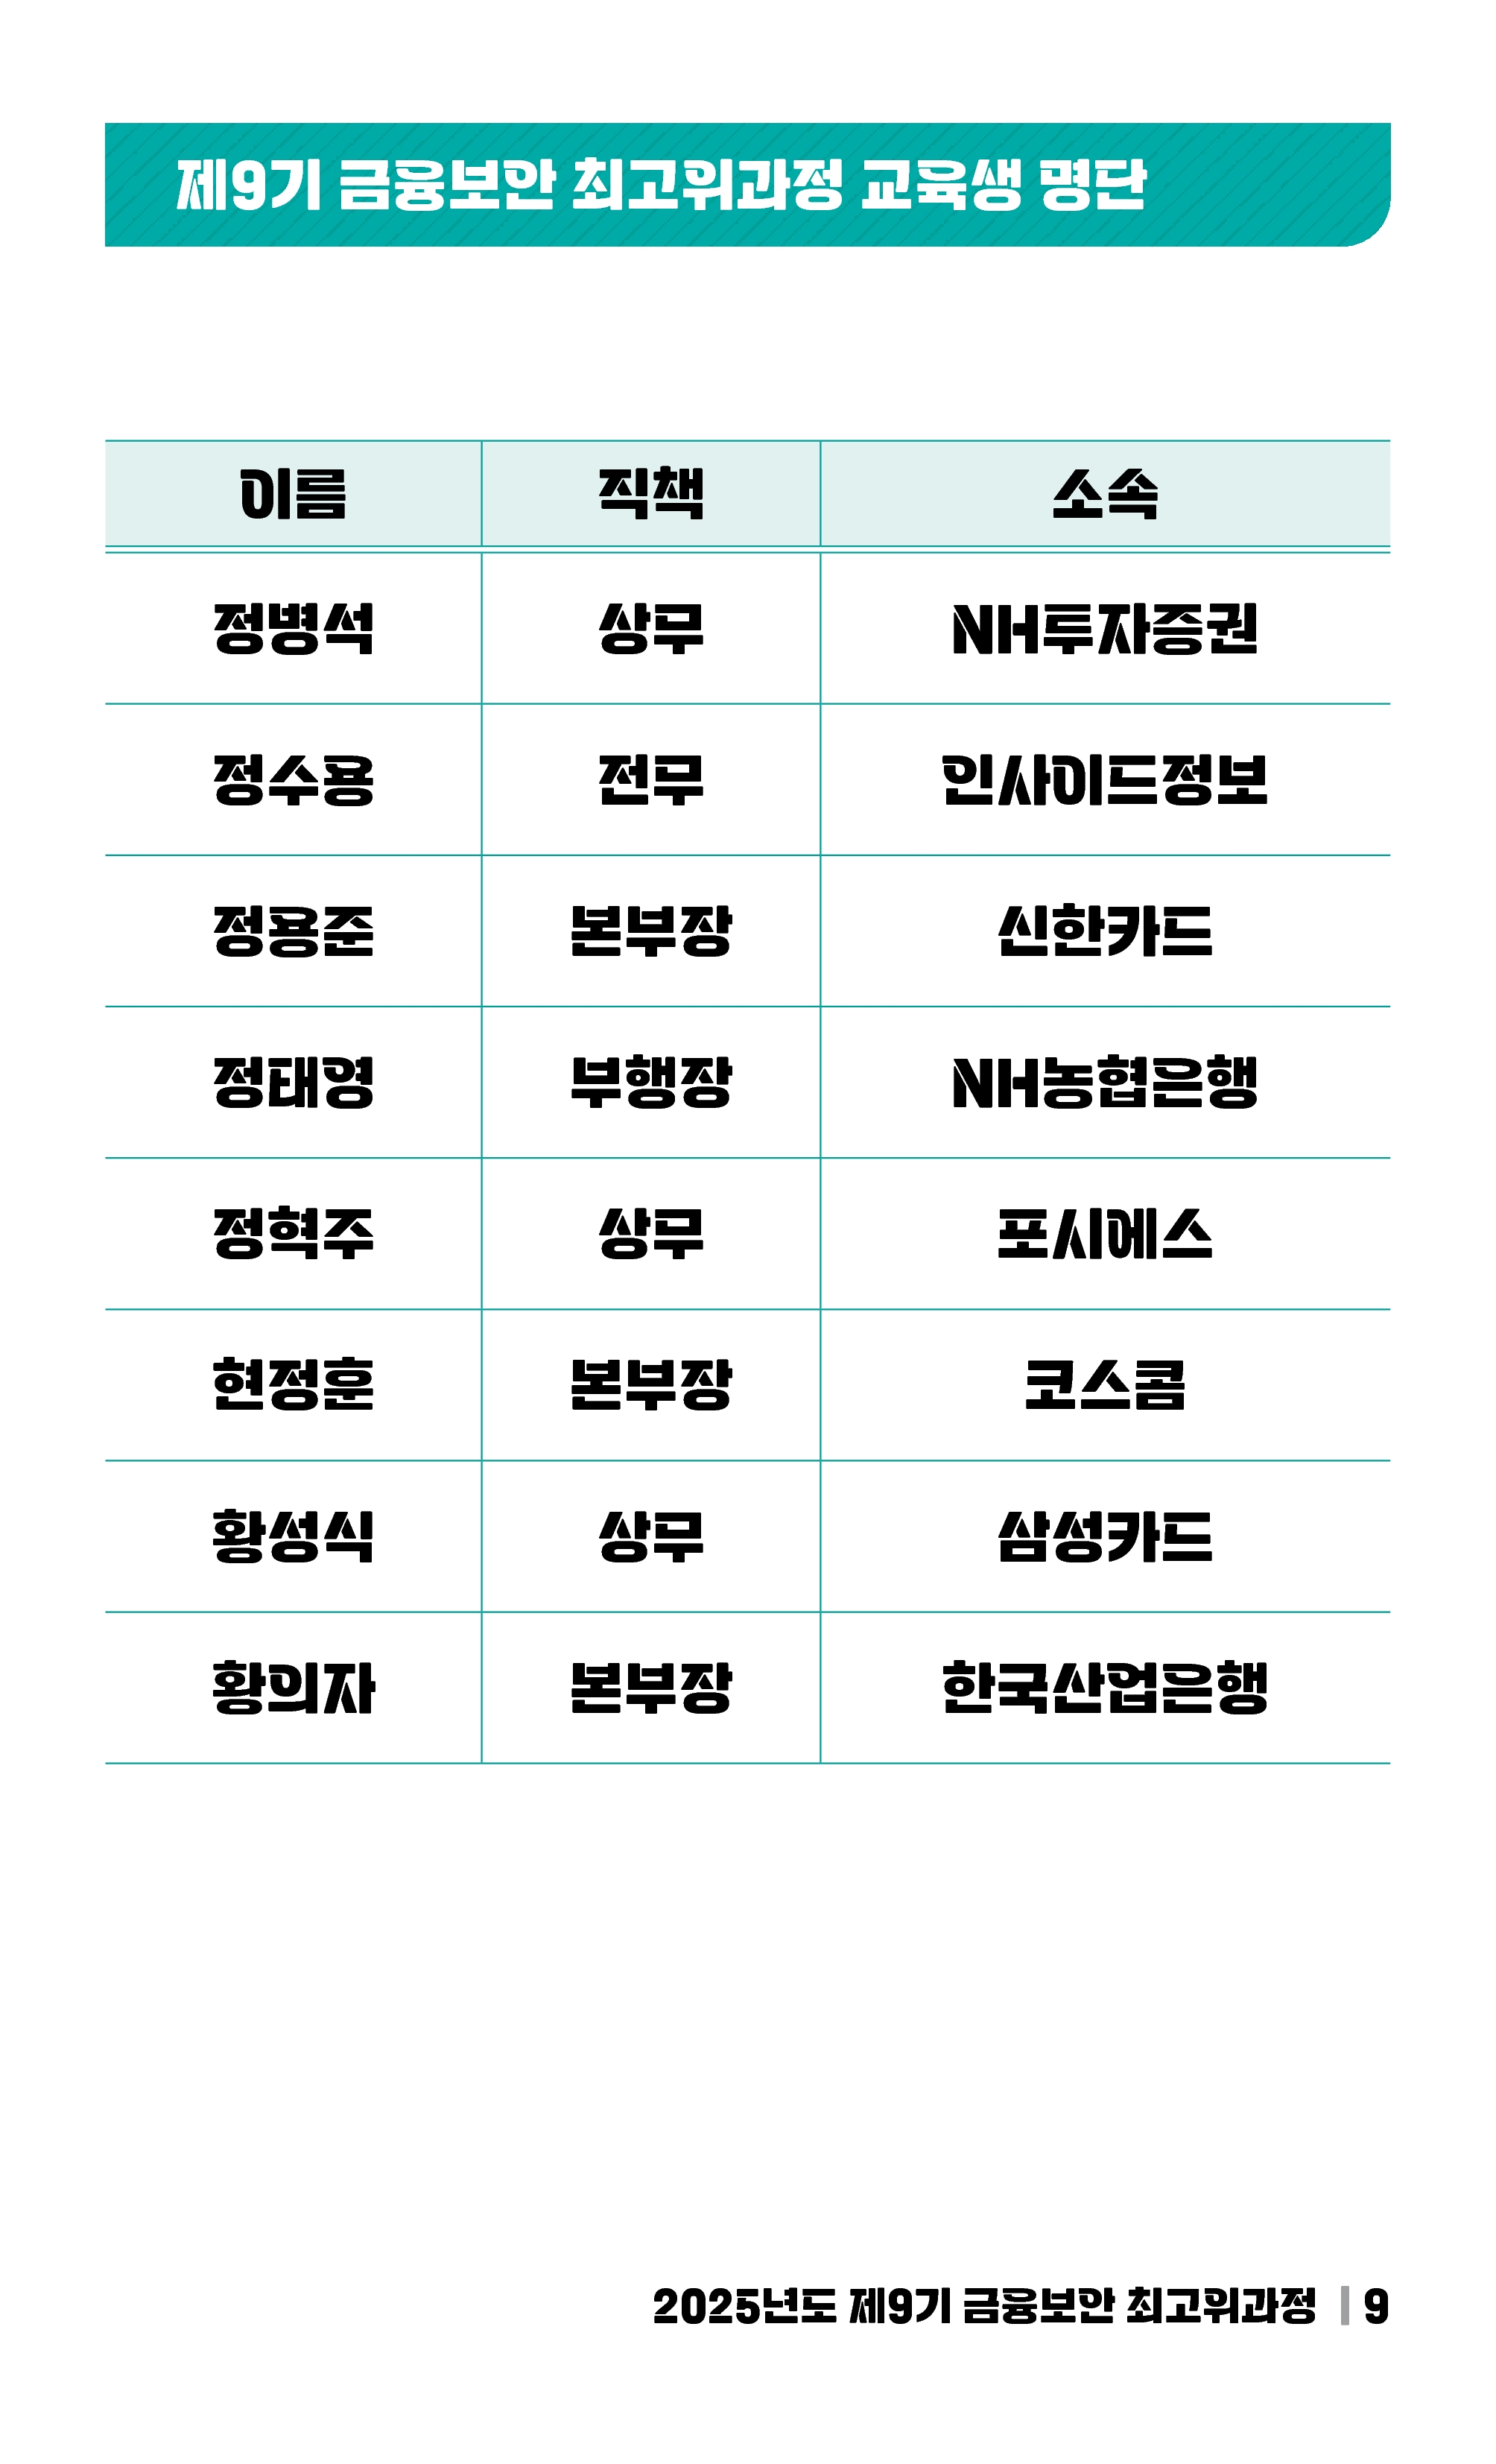 제9기 금융보안 최고위과정 교육생 명단
이름 직책 소속
정병석 상무 NH투자증권
정수용 전무 인사이드정보
정용준 본부장 신한카드
정태영 부행장 NH농협은행
정혁주 상무 포시에스
현정훈 본부장 코스콤
황성식 상무 삼성카드
황의자 본부장 한국산업은행
2025년도 제9기 금융보안 최고위과정 | 9